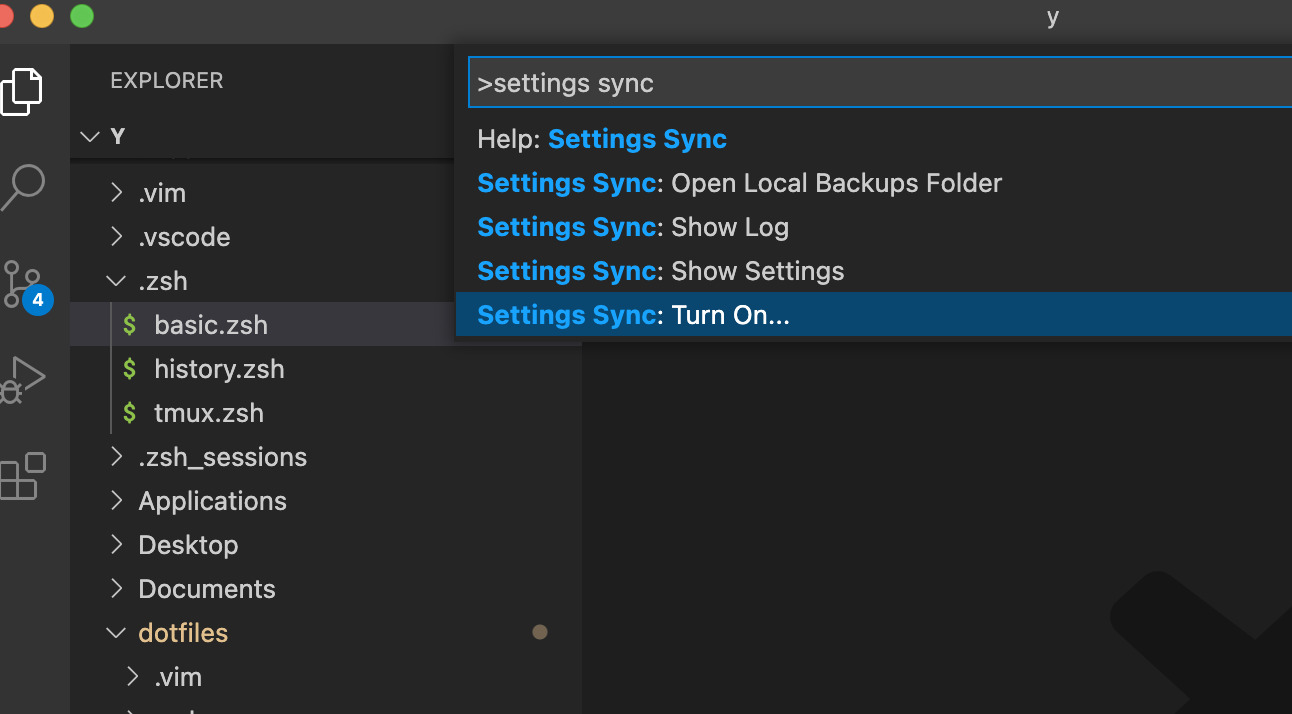 y
EXPLORER
Y
.vim
.vscode
.zsh
$ basic.zsh
$ history.zsh
$ tmux.zsh
.zsh_sessions
Applications
Desktop
Documents
dotfiles
.vim
4
>settings sync
Help: Settings Sync
Settings Sync: Open Local Backups Folder
Settings Sync: Show Log
Settings Sync: Show Settings
Settings Sync: Turn On...